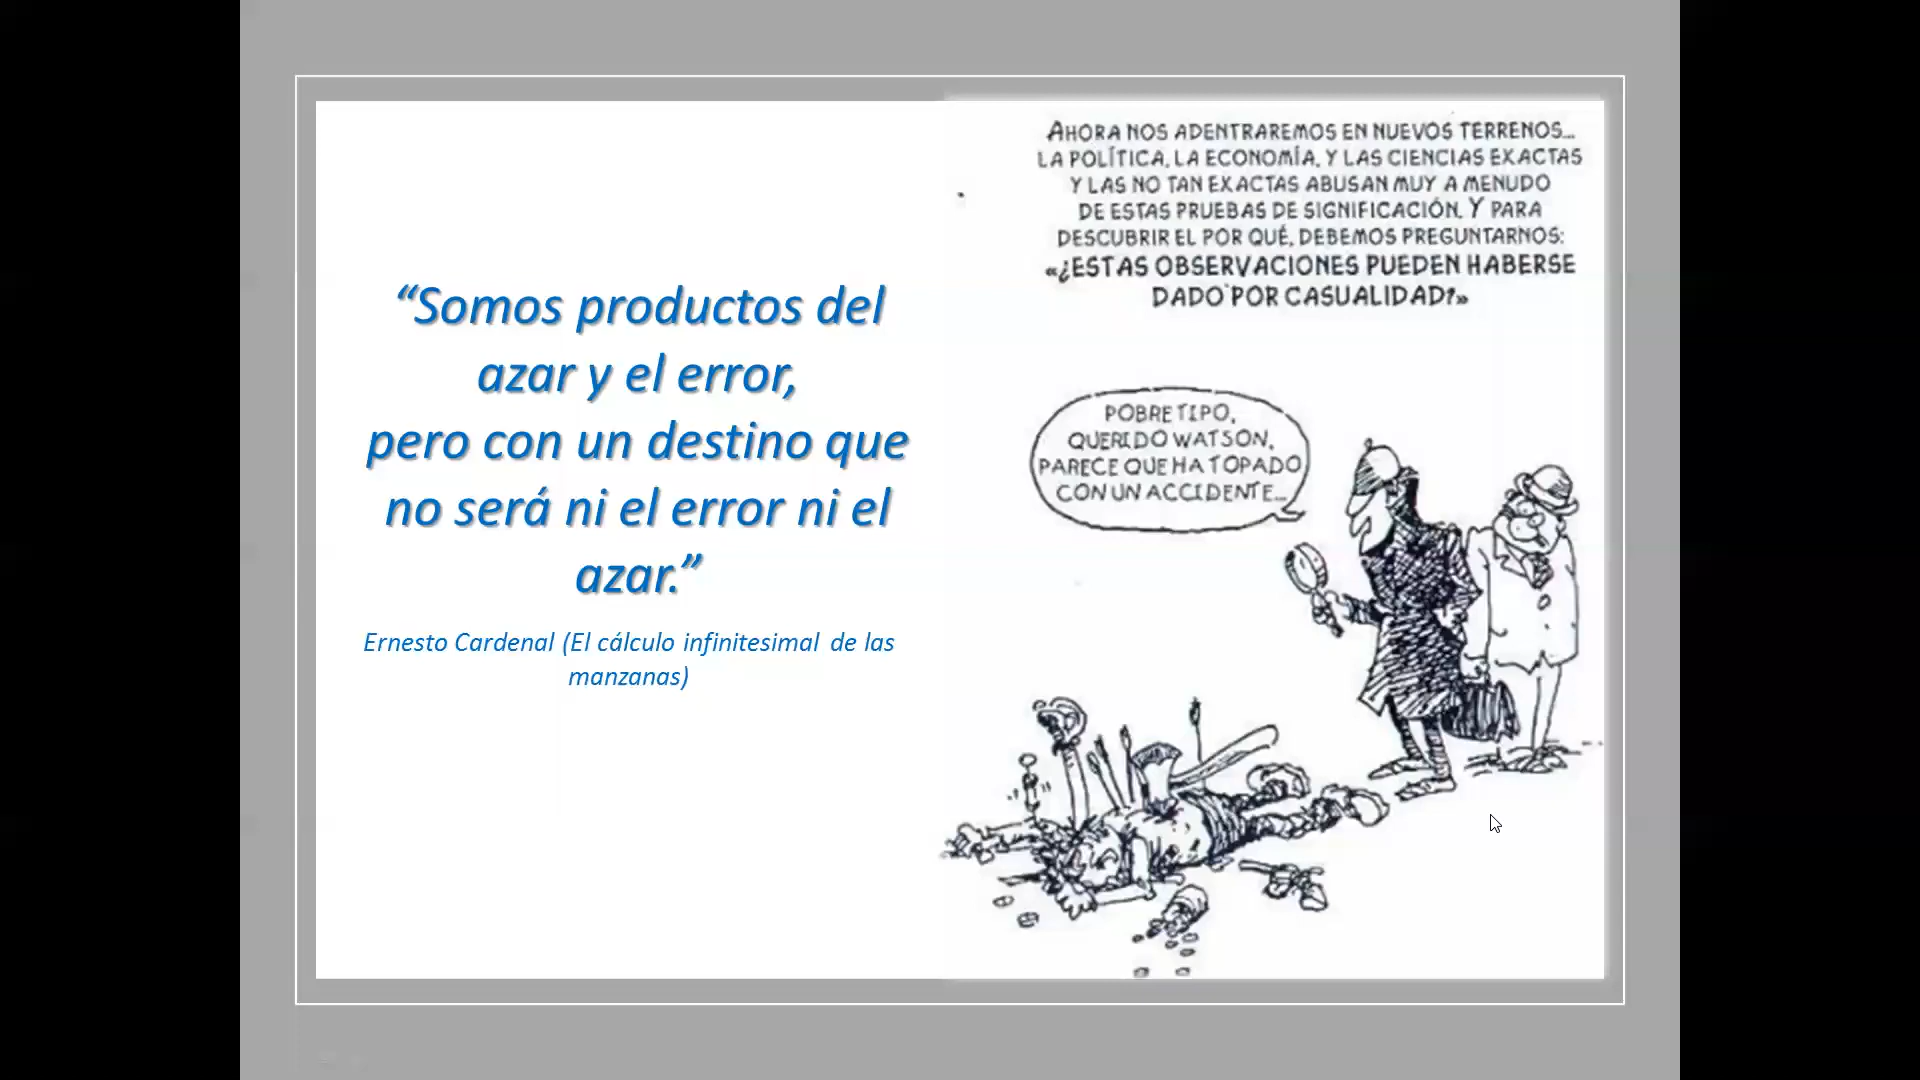 “Somos productos del
azar y el error,
pero con un destino que
no será ni el error ni el
azar.”
Ernesto Cardenal (El cálculo infinitesimal de las
manzanas)
AHORA NOS ADENTRAREMOS EN NUEVOS TERRENOS...
LA POLÍTICA, LA ECONOMÍA, Y LAS CIENCIAS EXACTAS
Y LAS NO TAN EXACTAS ABUSAN MUY A MENUDO
DE ESTAS PRUEBAS DE SIGNIFICACIÓN. Y PARA
DESCUBRIR EL POR QUÉ, DEBEMOS PREGUNTARNOS:
«¿ESTAS OBSERVACIONES PUEDEN HABERSE
DADO POR CASUALIDAD?»
POBRE TIPO,
QUERIDO WATSON,
PARECE QUE HA TOPADO
CON UN ACCIDENTE...